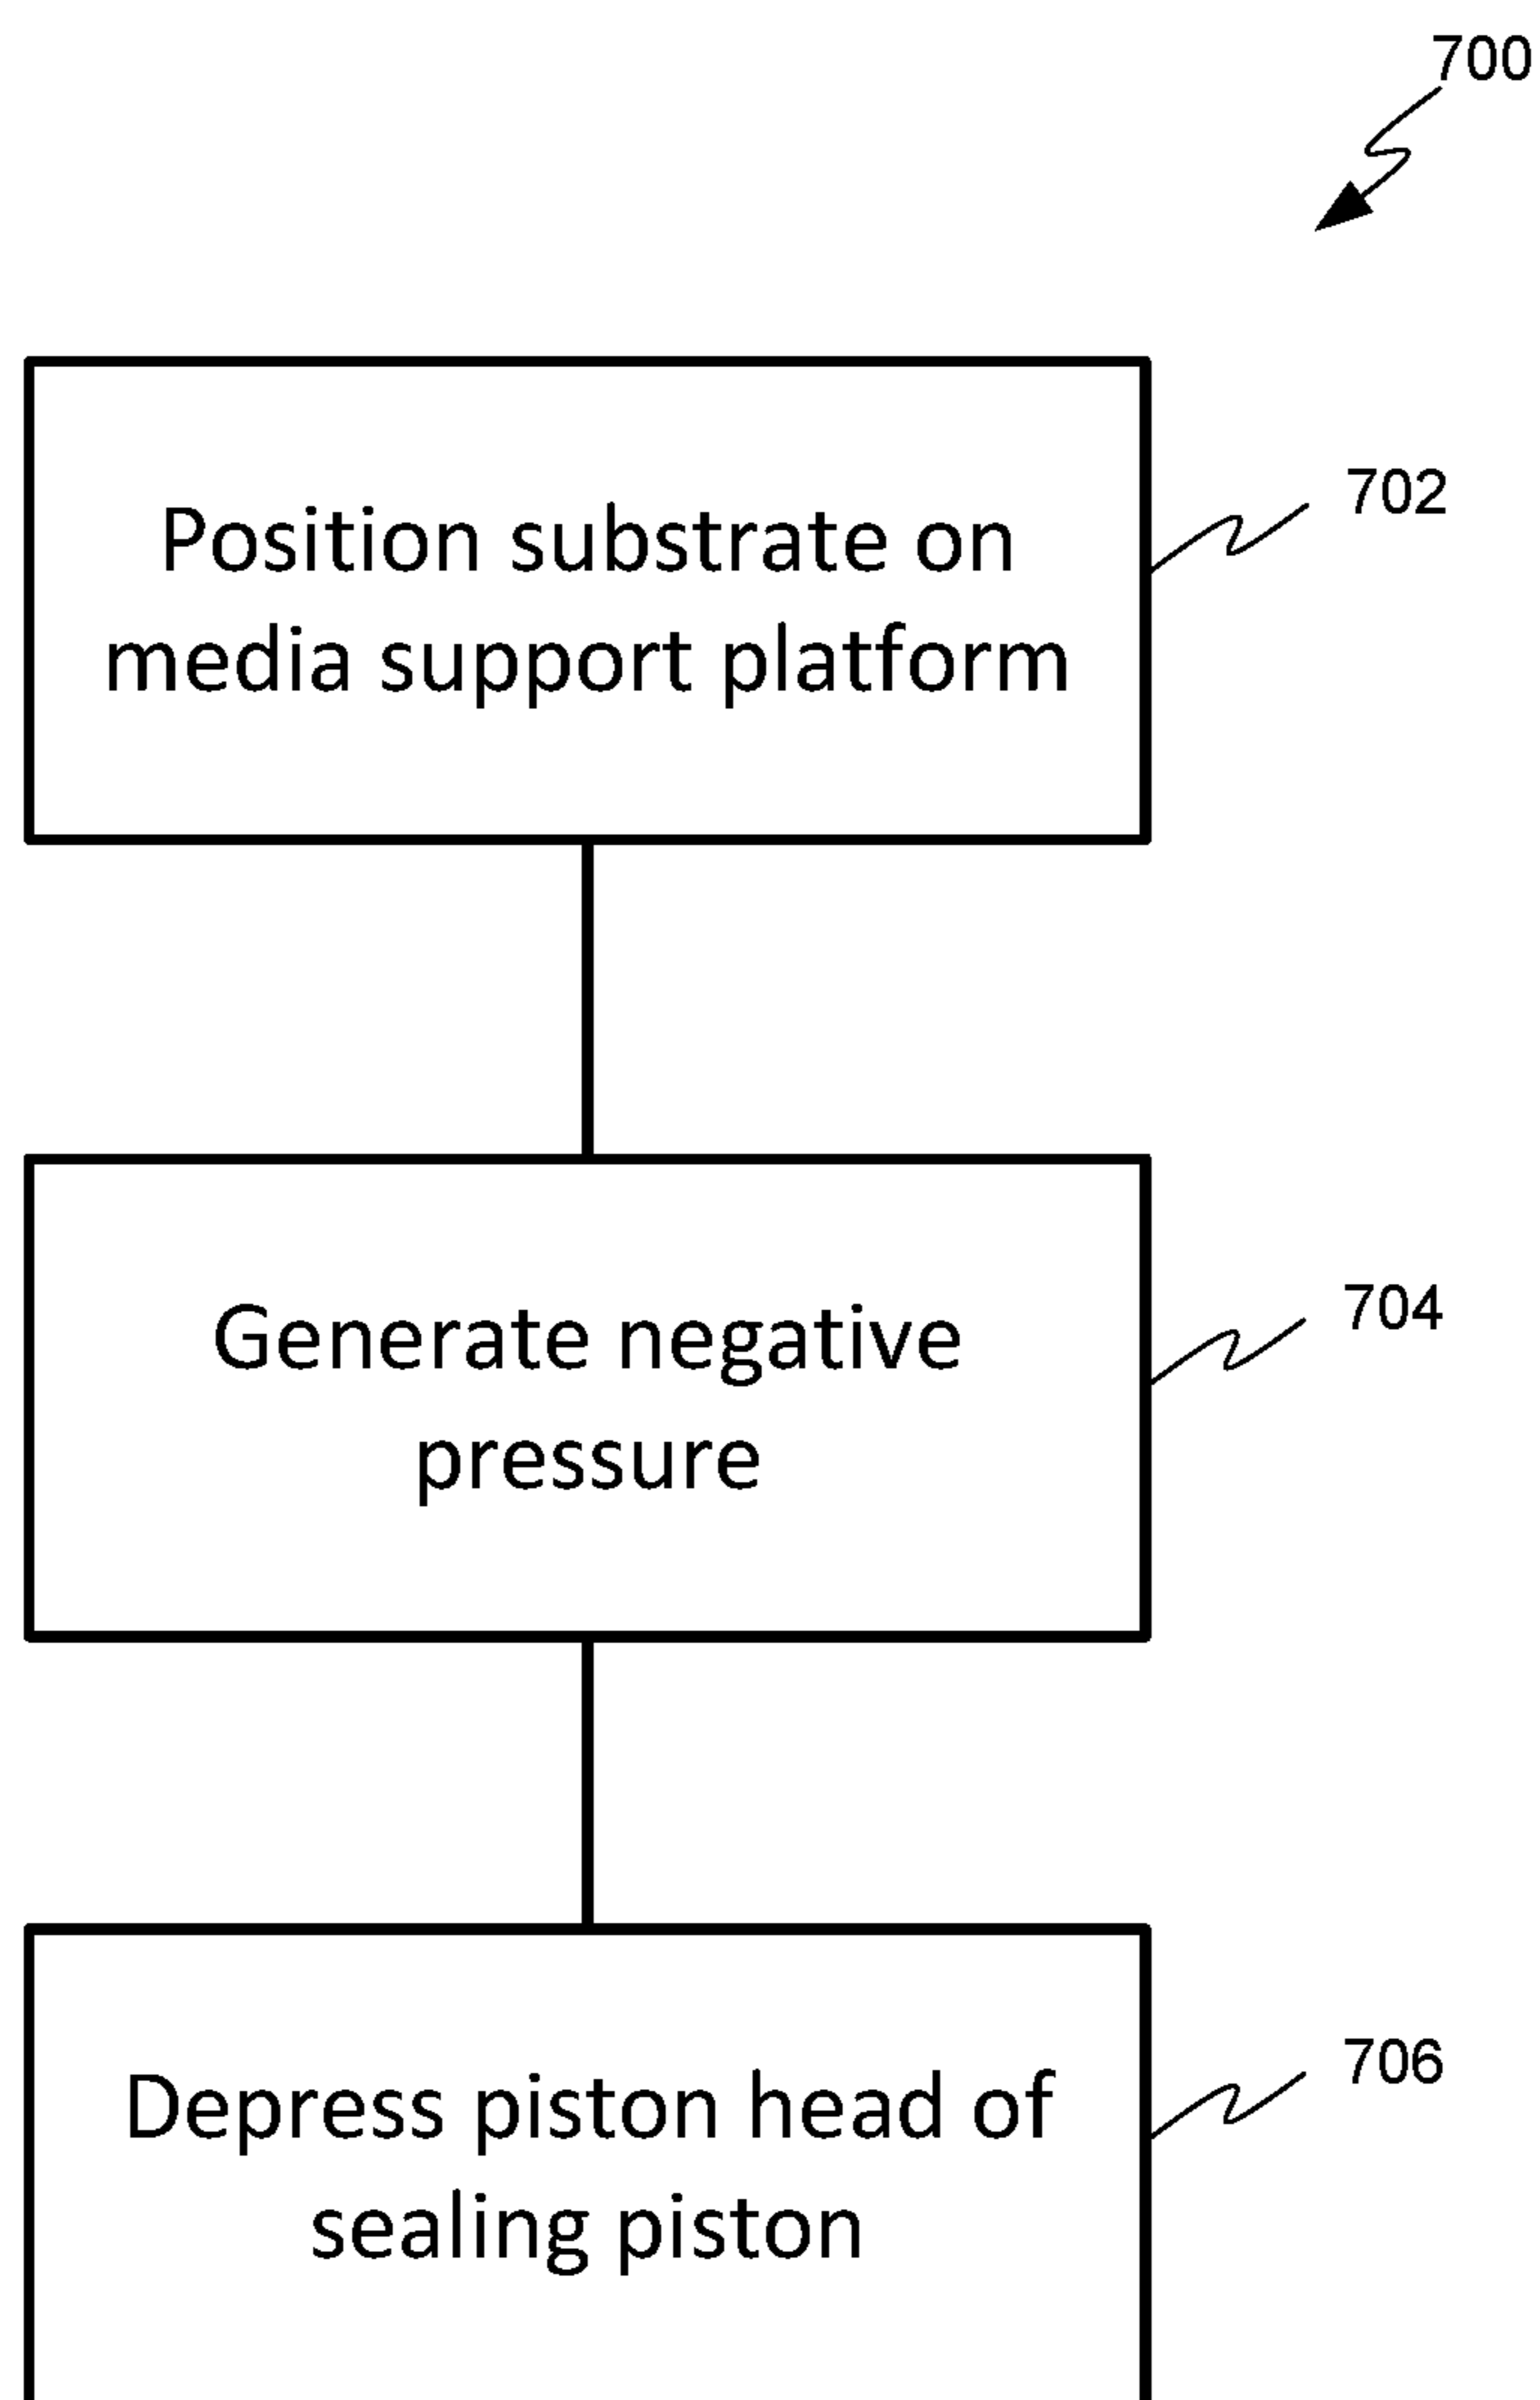 700
Position substrate on
media support platform
702
Generate negative
pressure
704
Depress piston head of
sealing piston
706